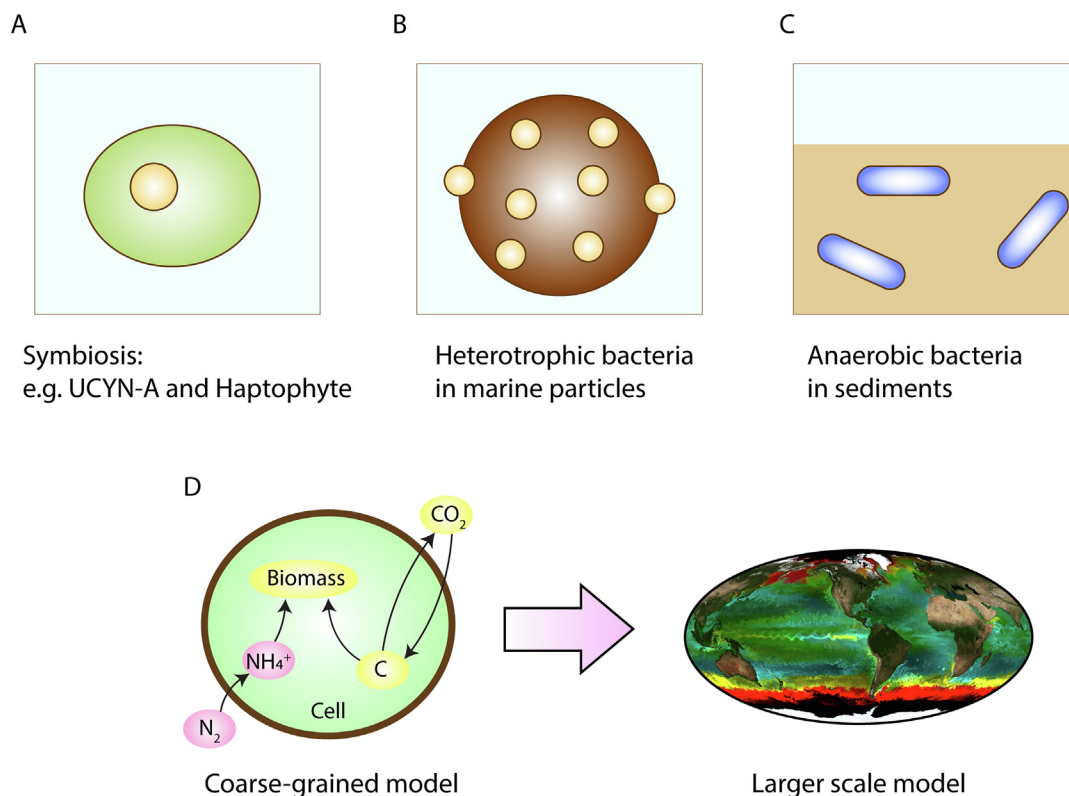 A
B
C
Symbiosis:
e.g. UCYN-A and Haptophyte
Heterotrophic bacteria
in marine particles
Anaerobic bacteria
in sediments
D
CO₂
Biomass
NH₄⁺
C
Cell
N₂
Coarse-grained model
Larger scale model